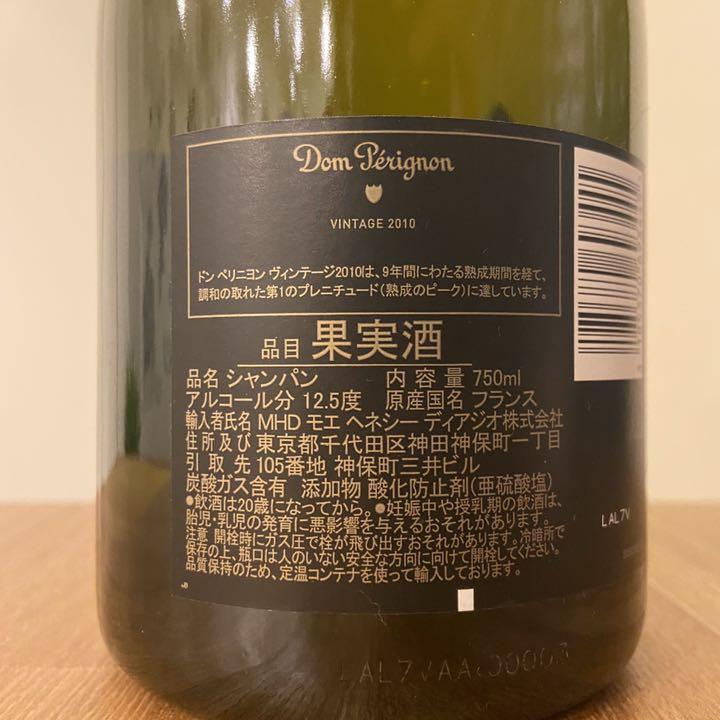 Dom Pérignon
VINTAGE 2010
ドン ペリニヨン ヴィンテージ2010は、9年間にわたる熟成期間を経て、
調和の取れた第1のプレニチュード(熟成のピーク)に達しています。
品目 果実酒
品名 シャンパン 内容量 750ml
アルコール分 12.5度 原産国名 フランス
輸入者氏名 MHD モエ ヘネシー ディアジオ株式会社
住所及び 東京都千代田区神田神保町一丁目
引取先 105番地 神保町三井ビル
炭酸ガス含有 添加物 酸化防止剤(亜硫酸塩)
●飲酒は20歳になってから。●妊娠中や授乳期の飲酒は、
胎児・乳児の発育に悪影響を与えるおそれがあります。
注意 開栓時にガス圧で栓が飛び出すおそれがあります。冷暗所で
保存の上、瓶口は人のいない安全な方向に向けて開栓してください。
品質保持のため、定温コンテナを使って輸入しております。
LAL7V
LAL7VAA